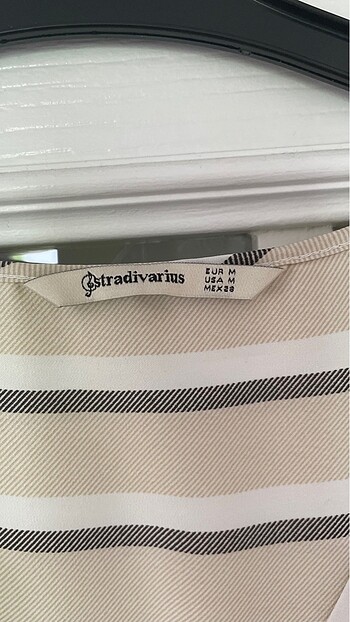 stradivarius
EUR M
USA M
MEX 28